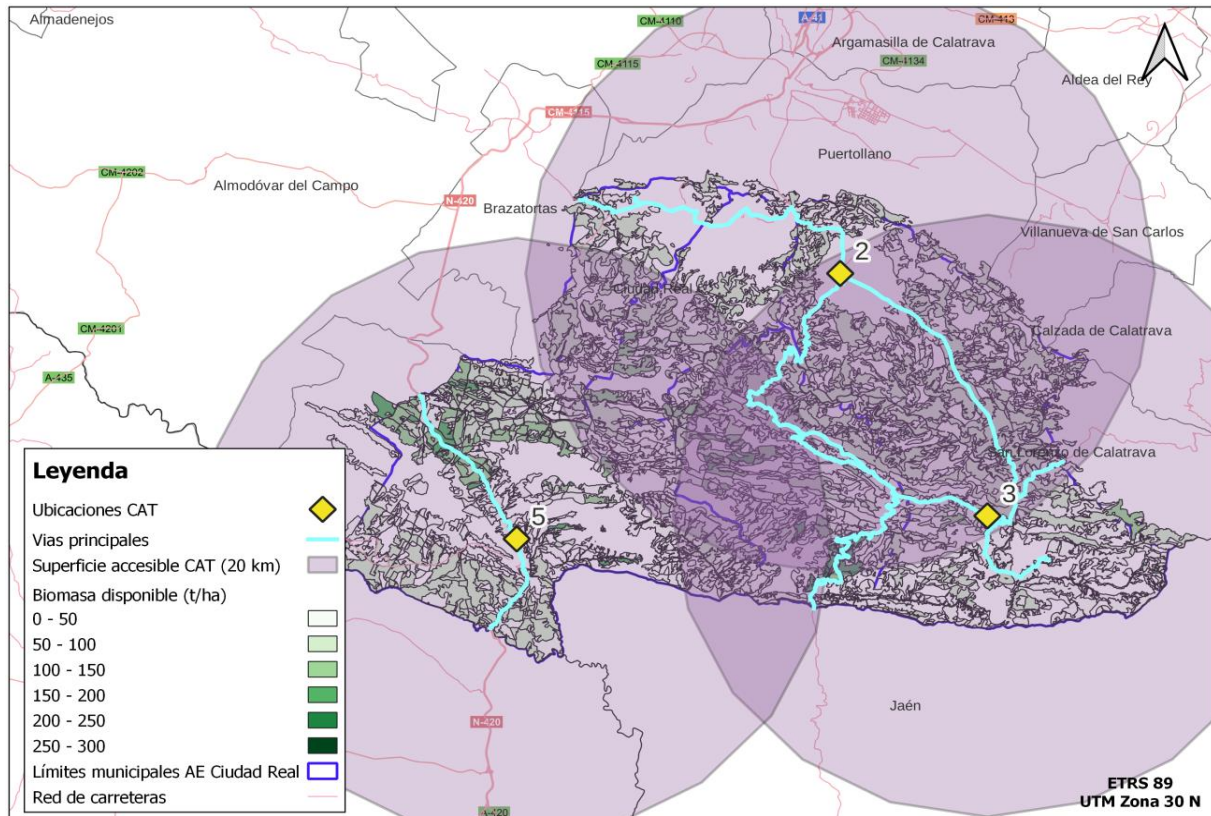 Almadenejos
CM-4110
A-41
CM-413
Argamasilla de Calatrava
CM-4115
CM-4134
Aldea del Rey
CM-4115
Puertollano
CM-4202
Almodóvar del Campo
N-420
Brazatortas
Villanueva de San Carlos
2
Ciudad Real
CM-4201
Calzada de Calatrava
A-435
San Lorenzo de Calatrava
3
5
Leyenda
Ubicaciones CAT
Vias principales
Superficie accesible CAT (20 km)
Biomasa disponible (t/ha)
0 - 50
50 - 100
100 - 150
150 - 200
200 - 250
250 - 300
Límites municipales AE Ciudad Real
Red de carreteras
Jaén
N-420
ETRS 89
UTM Zona 30 N